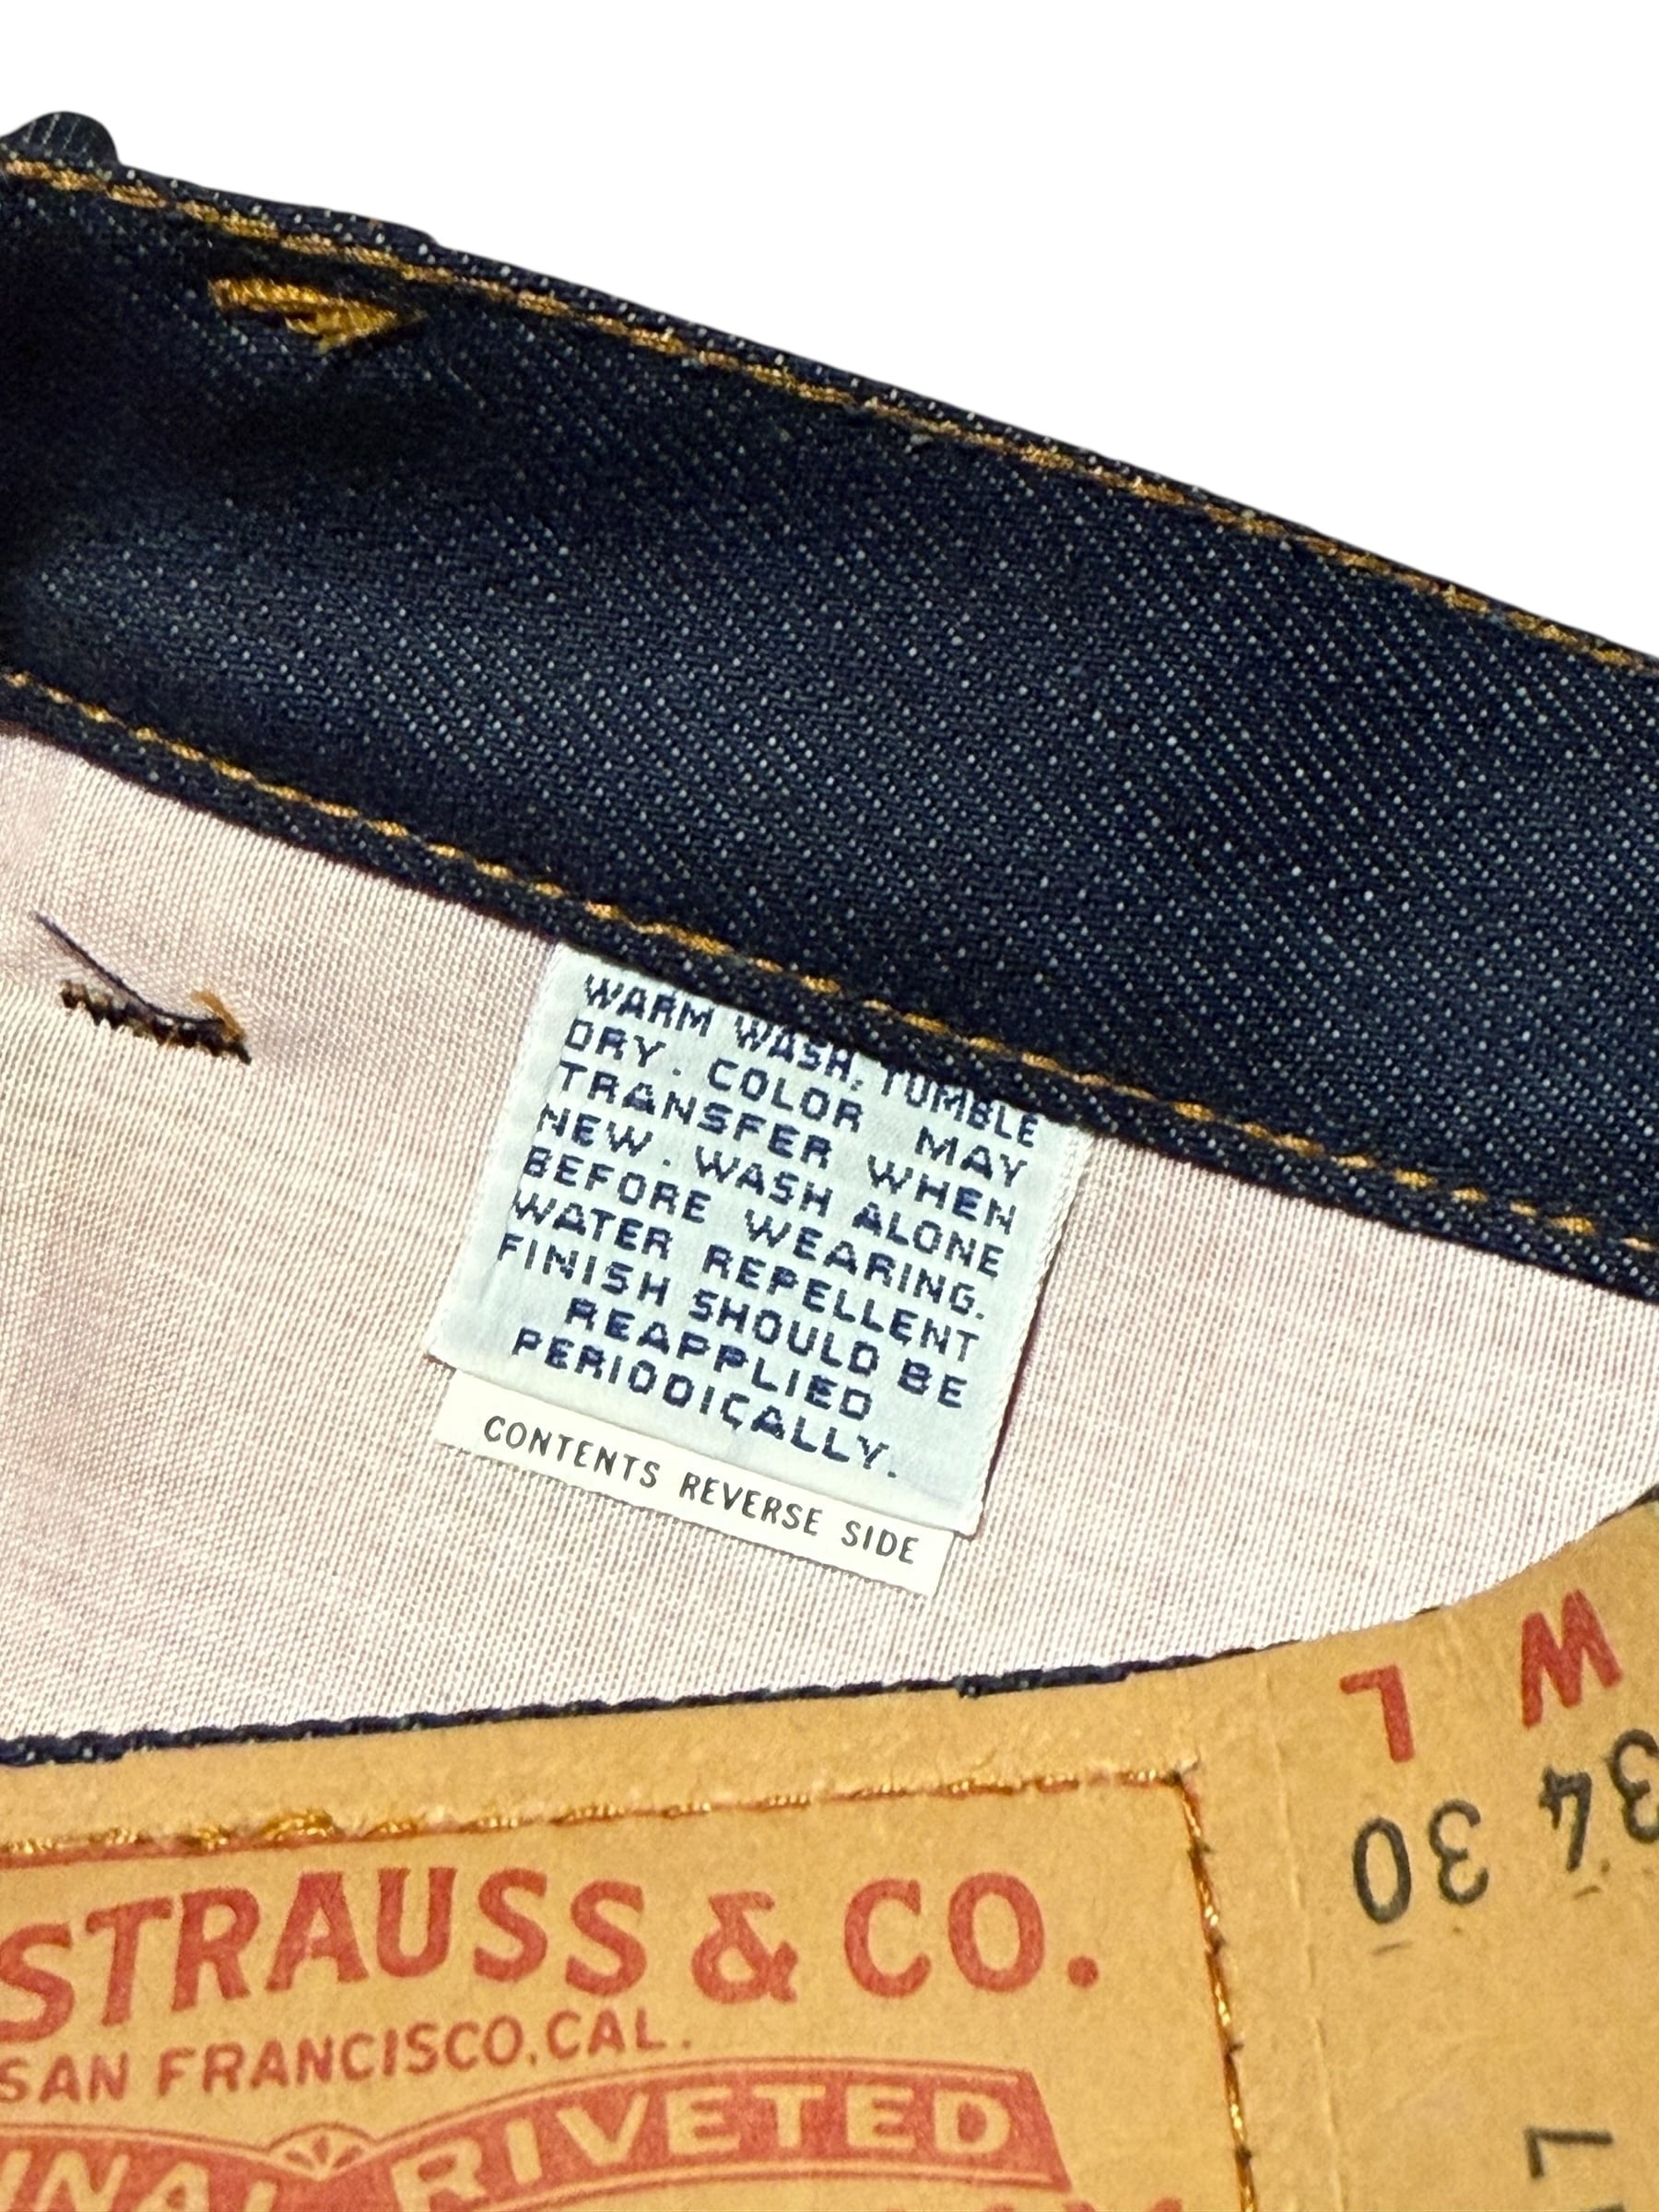 WARM WASH, TUMBLE
DRY. COLOR MAY
TRANSFER WHEN
NEW. WASH ALONE
BEFORE WEARING.
WATER REPELLENT
FINISH SHOULD BE
REAPPLIED
PERIODICALLY.
CONTENTS REVERSE SIDE
W L
34 30
STRAUSS & CO.
SAN FRANCISCO, CAL.
RIVETED